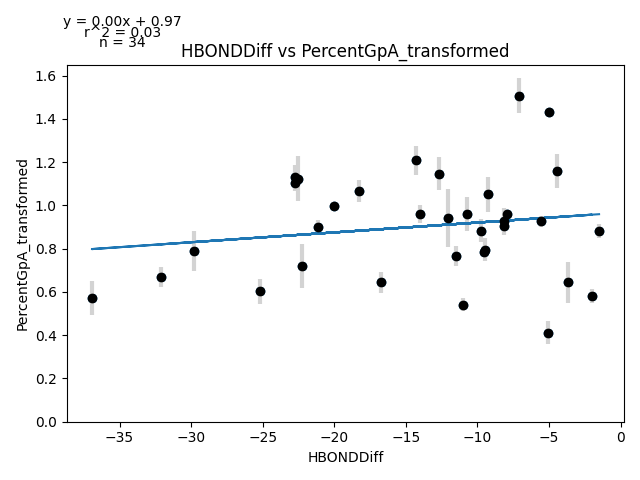 y = 0.00x + 0.97
r^2 = 0.03
n = 34
HBONDDiff vs PercentGpA_transformed
PercentGpA_transformed
1.6
1.4
1.2
1.0
0.8
0.6
0.4
0.2
0.0
−35
−30
−25
−20
−15
−10
−5
0
HBONDDiff